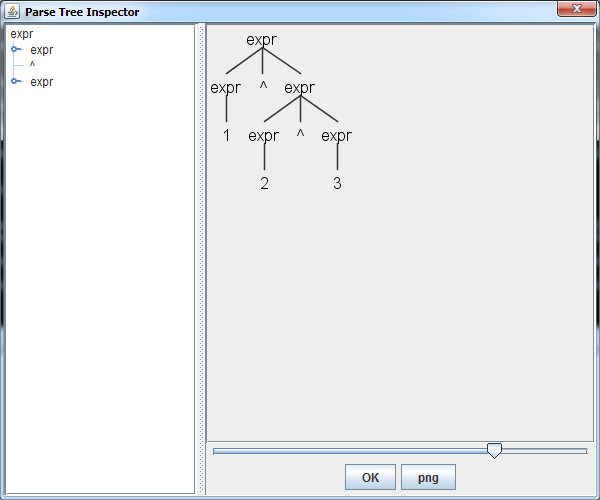 Parse Tree Inspector
expr
expr
^
expr
expr
expr ^ expr
1 expr ^ expr
2 3
OK png